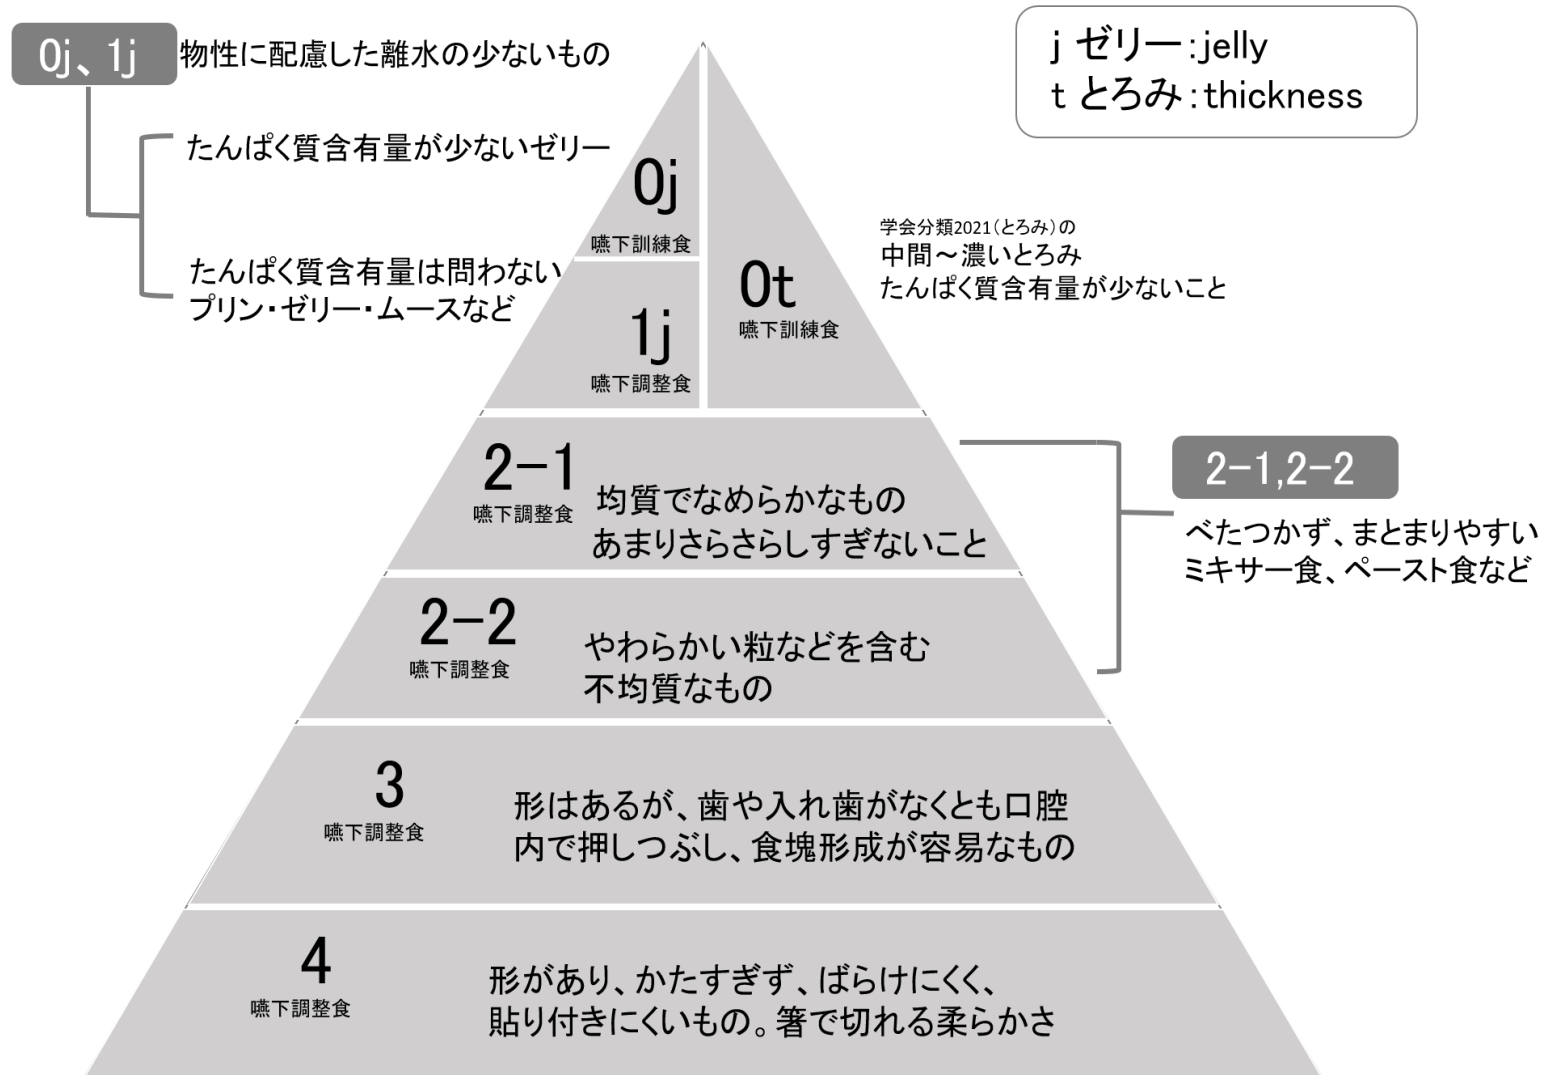 0j、1j
物性に配慮した離水の少ないもの
たんぱく質含有量が少ないゼリー
たんぱく質含有量は問わない
プリン・ゼリー・ムースなど
j ゼリー:jelly
t とろみ:thickness
0j
嚥下訓練食
1j
嚥下調整食
0t
嚥下訓練食
学会分類2021(とろみ)の
中間~濃いとろみ
たんぱく質含有量が少ないこと
2-1
嚥下調整食
均質でなめらかなもの
あまりさらさらしすぎないこと
2-1,2-2
べたつかず、まとまりやすい
ミキサー食、ペースト食など
2-2
嚥下調整食
やわらかい粒などを含む
不均質なもの
3
嚥下調整食
形はあるが、歯や入れ歯がなくとも口腔
内で押しつぶし、食塊形成が容易なもの
4
嚥下調整食
形があり、かたすぎず、ばらけにくく、
貼り付きにくいもの。箸で切れる柔らかさ